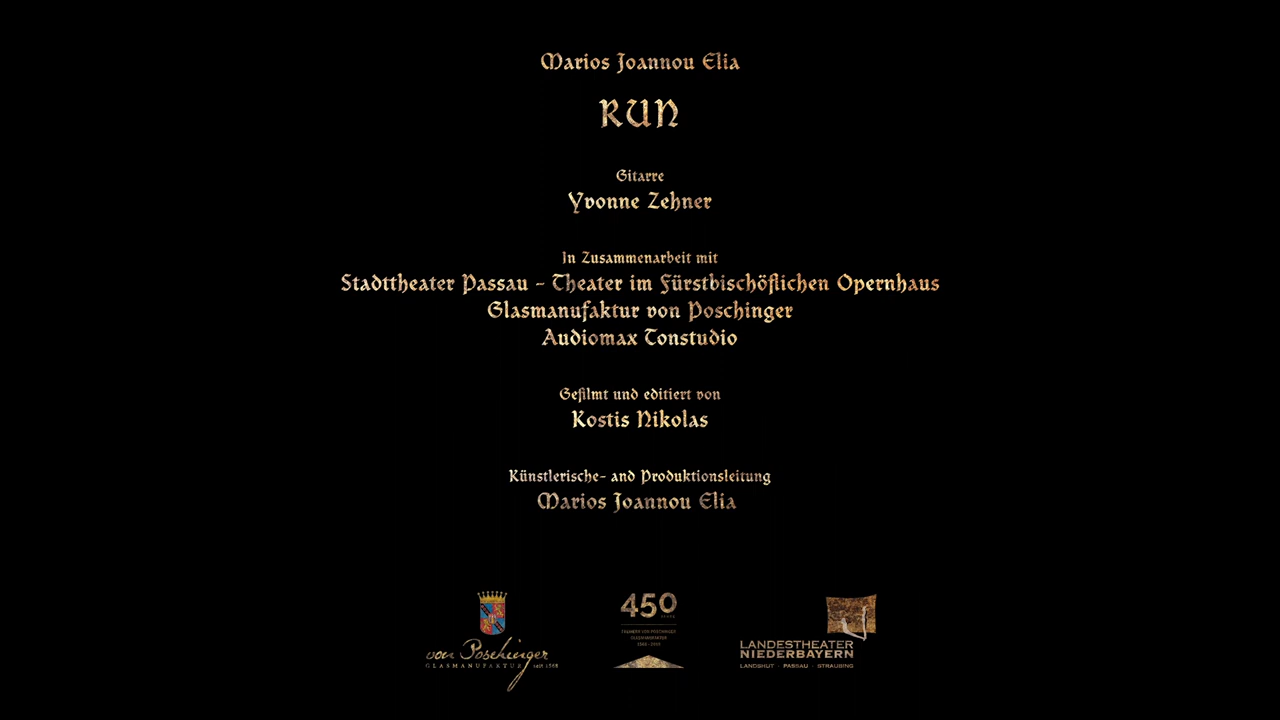 Marios Joannou Elia
RUN
Gitarre
Yvonne Zehner
In Zusammenarbeit mit
Stadttheater Passau - Theater im Fürstbischöflichen Opernhaus
Glasmanufaktur von Poschinger
Audiomax Tonstudio
Gefilmt und editiert von
Kostis Nikolas
Künstlerische- and Produktionsleitung
Marios Joannou Elia
von Poschinger
GLASMANUFAKTUR seit 1568
450
LANDESTHEATER
NIEDERBAYERN
LANDSHUT · PASSAU · STRAUBING